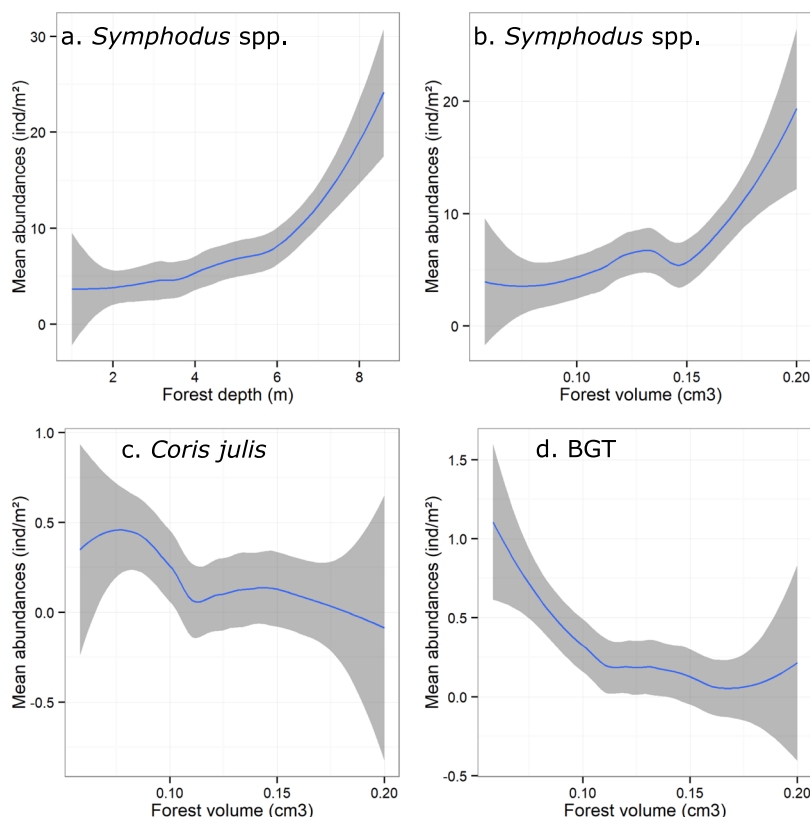 a. Symphodus spp.
Mean abundances (ind/m²)
30
20
10
0
2
4
6
8
Forest depth (m)
b. Symphodus spp.
Mean abundances (ind/m²)
20
10
0
0.10
0.15
0.20
Forest volume (cm3)
c. Coris julis
Mean abundances (ind/m²)
1.0
0.5
0.0
-0.5
0.10
0.15
0.20
Forest volume (cm3)
d. BGT
Mean abundances (ind/m²)
1.5
1.0
0.5
0.0
-0.5
0.10
0.15
0.20
Forest volume (cm3)